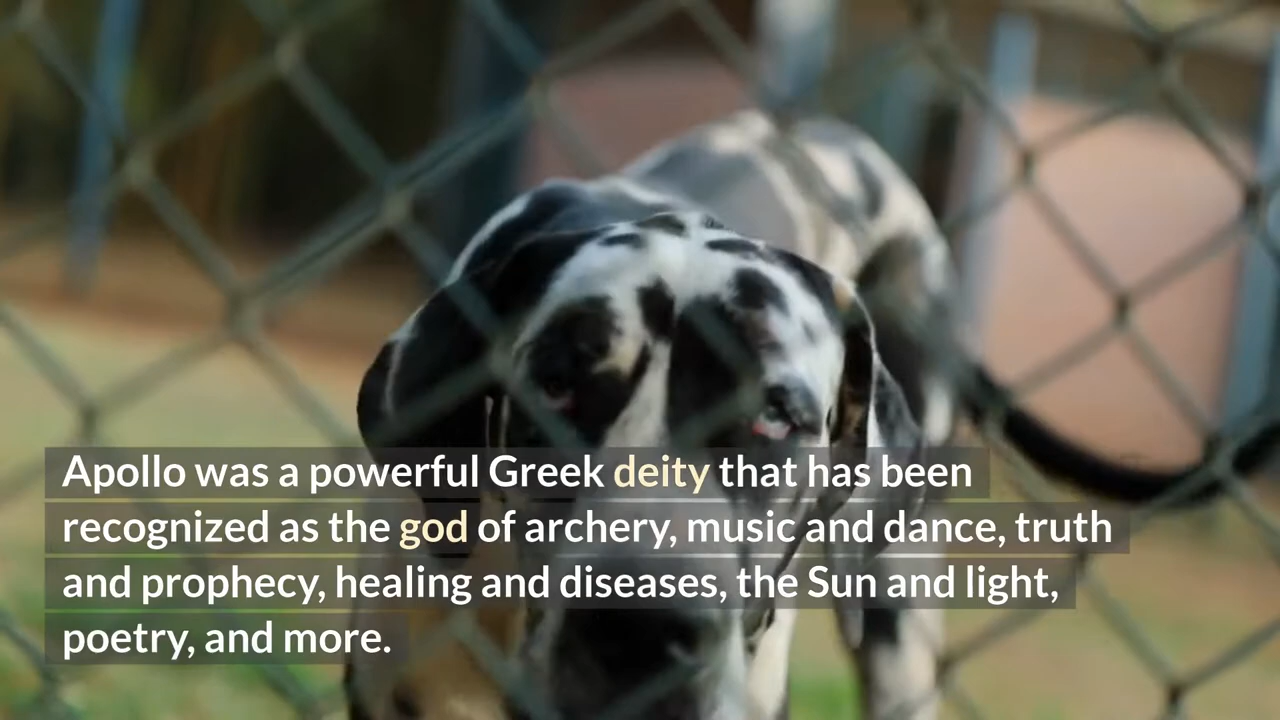 Apollo was a powerful Greek deity that has been
recognized as the god of archery, music and dance, truth
and prophecy, healing and diseases, the Sun and light,
poetry, and more.